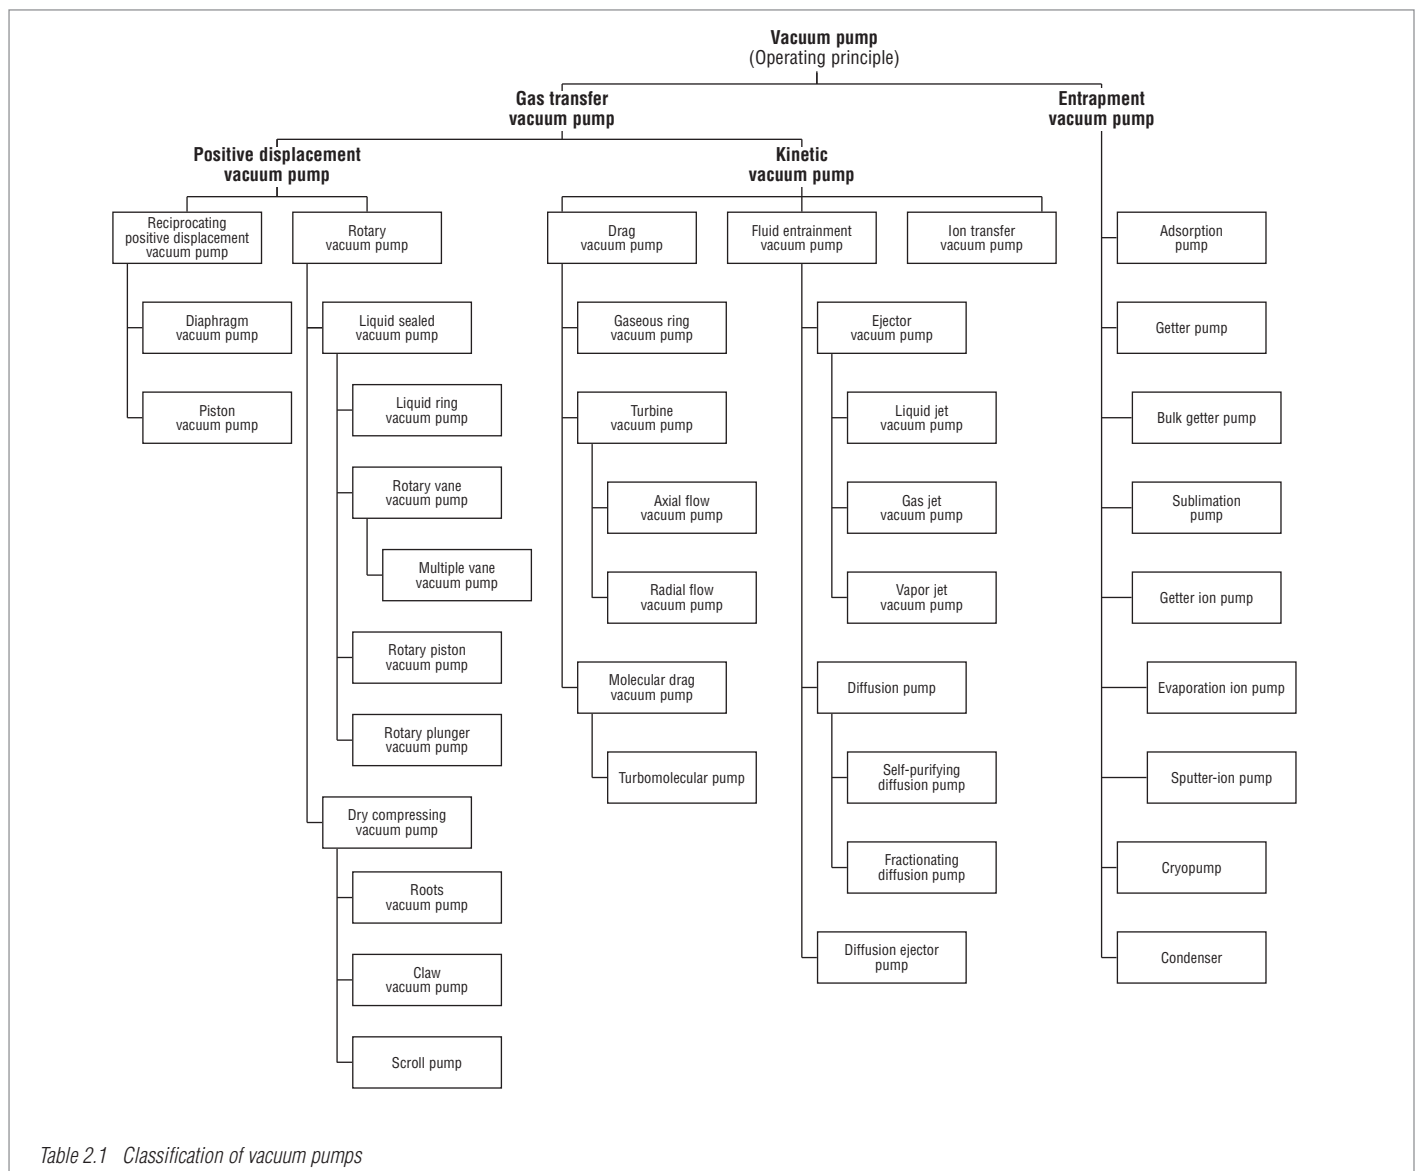 Vacuum pump
(Operating principle)
Gas transfer
vacuum pump
Entrapment
vacuum pump
Positive displacement
vacuum pump
Kinetic
vacuum pump
Reciprocating
positive displacement
vacuum pump
Rotary
vacuum pump
Drag
vacuum pump
Fluid entrainment
vacuum pump
Ion transfer
vacuum pump
Adsorption
pump
Diaphragm
vacuum pump
Liquid sealed
vacuum pump
Gaseous ring
vacuum pump
Ejector
vacuum pump
Getter pump
Piston
vacuum pump
Liquid ring
vacuum pump
Turbine
vacuum pump
Liquid jet
vacuum pump
Bulk getter pump
Rotary vane
vacuum pump
Axial flow
vacuum pump
Gas jet
vacuum pump
Sublimation
pump
Multiple vane
vacuum pump
Radial flow
vacuum pump
Vapor jet
vacuum pump
Getter ion pump
Rotary piston
vacuum pump
Molecular drag
vacuum pump
Diffusion pump
Evaporation ion pump
Rotary plunger
vacuum pump
Turbomolecular pump
Self-purifying
diffusion pump
Sputter-ion pump
Dry compressing
vacuum pump
Fractionating
diffusion pump
Cryopump
Roots
vacuum pump
Diffusion ejector
pump
Condenser
Claw
vacuum pump
Scroll pump
Table 2.1 Classification of vacuum pumps